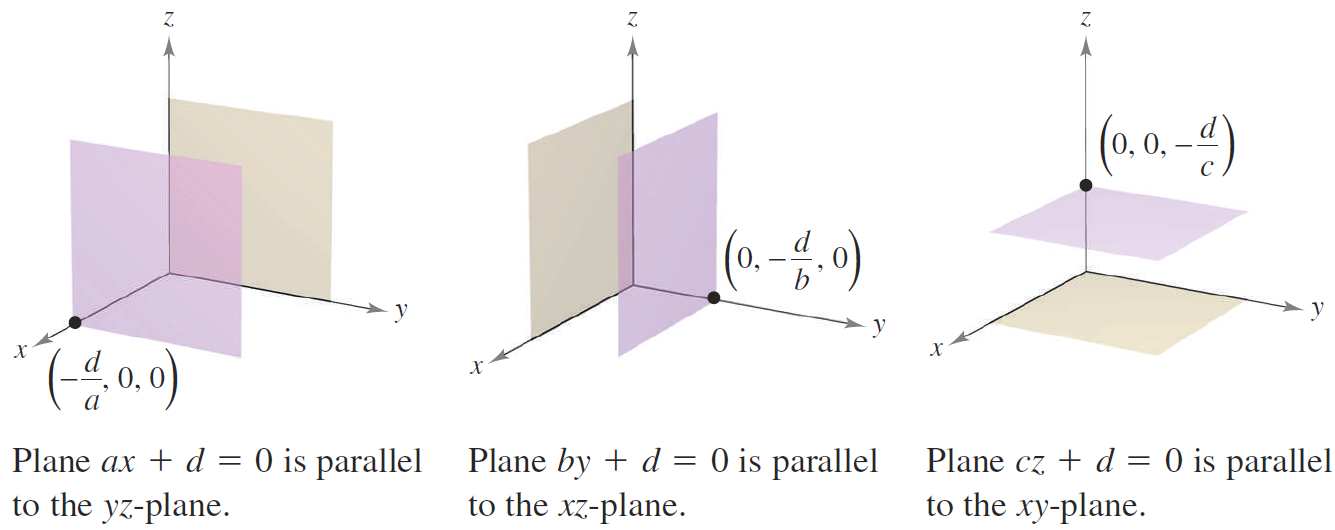 z
y
x
(-d/a, 0, 0)
Plane ax + d = 0 is parallel
to the yz-plane.
z
(0, -d/b, 0)
y
x
Plane by + d = 0 is parallel
to the xz-plane.
z
(0, 0, -d/c)
y
x
Plane cz + d = 0 is parallel
to the xy-plane.